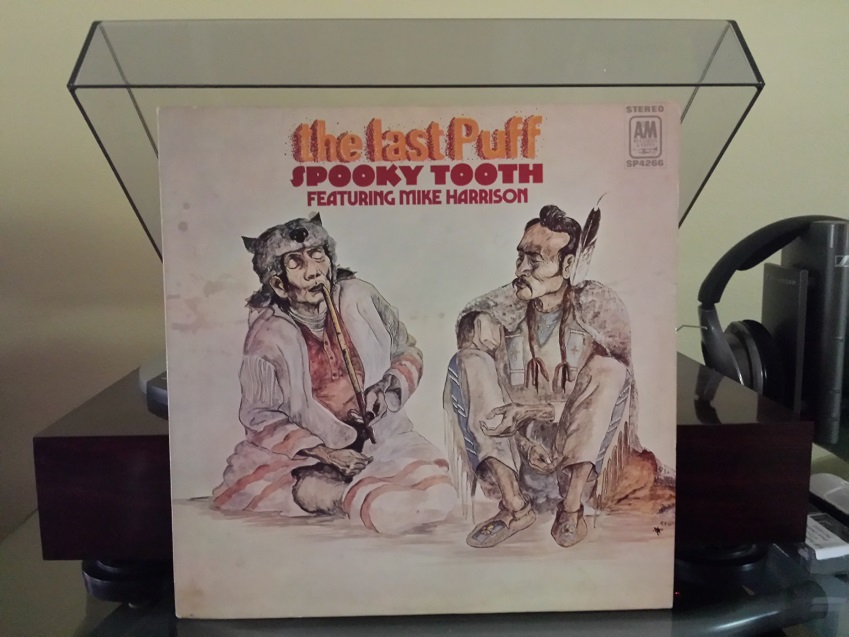 the last Puff
SPOOKY TOOTH
FEATURING MIKE HARRISON
STEREO
A&M
SP4266